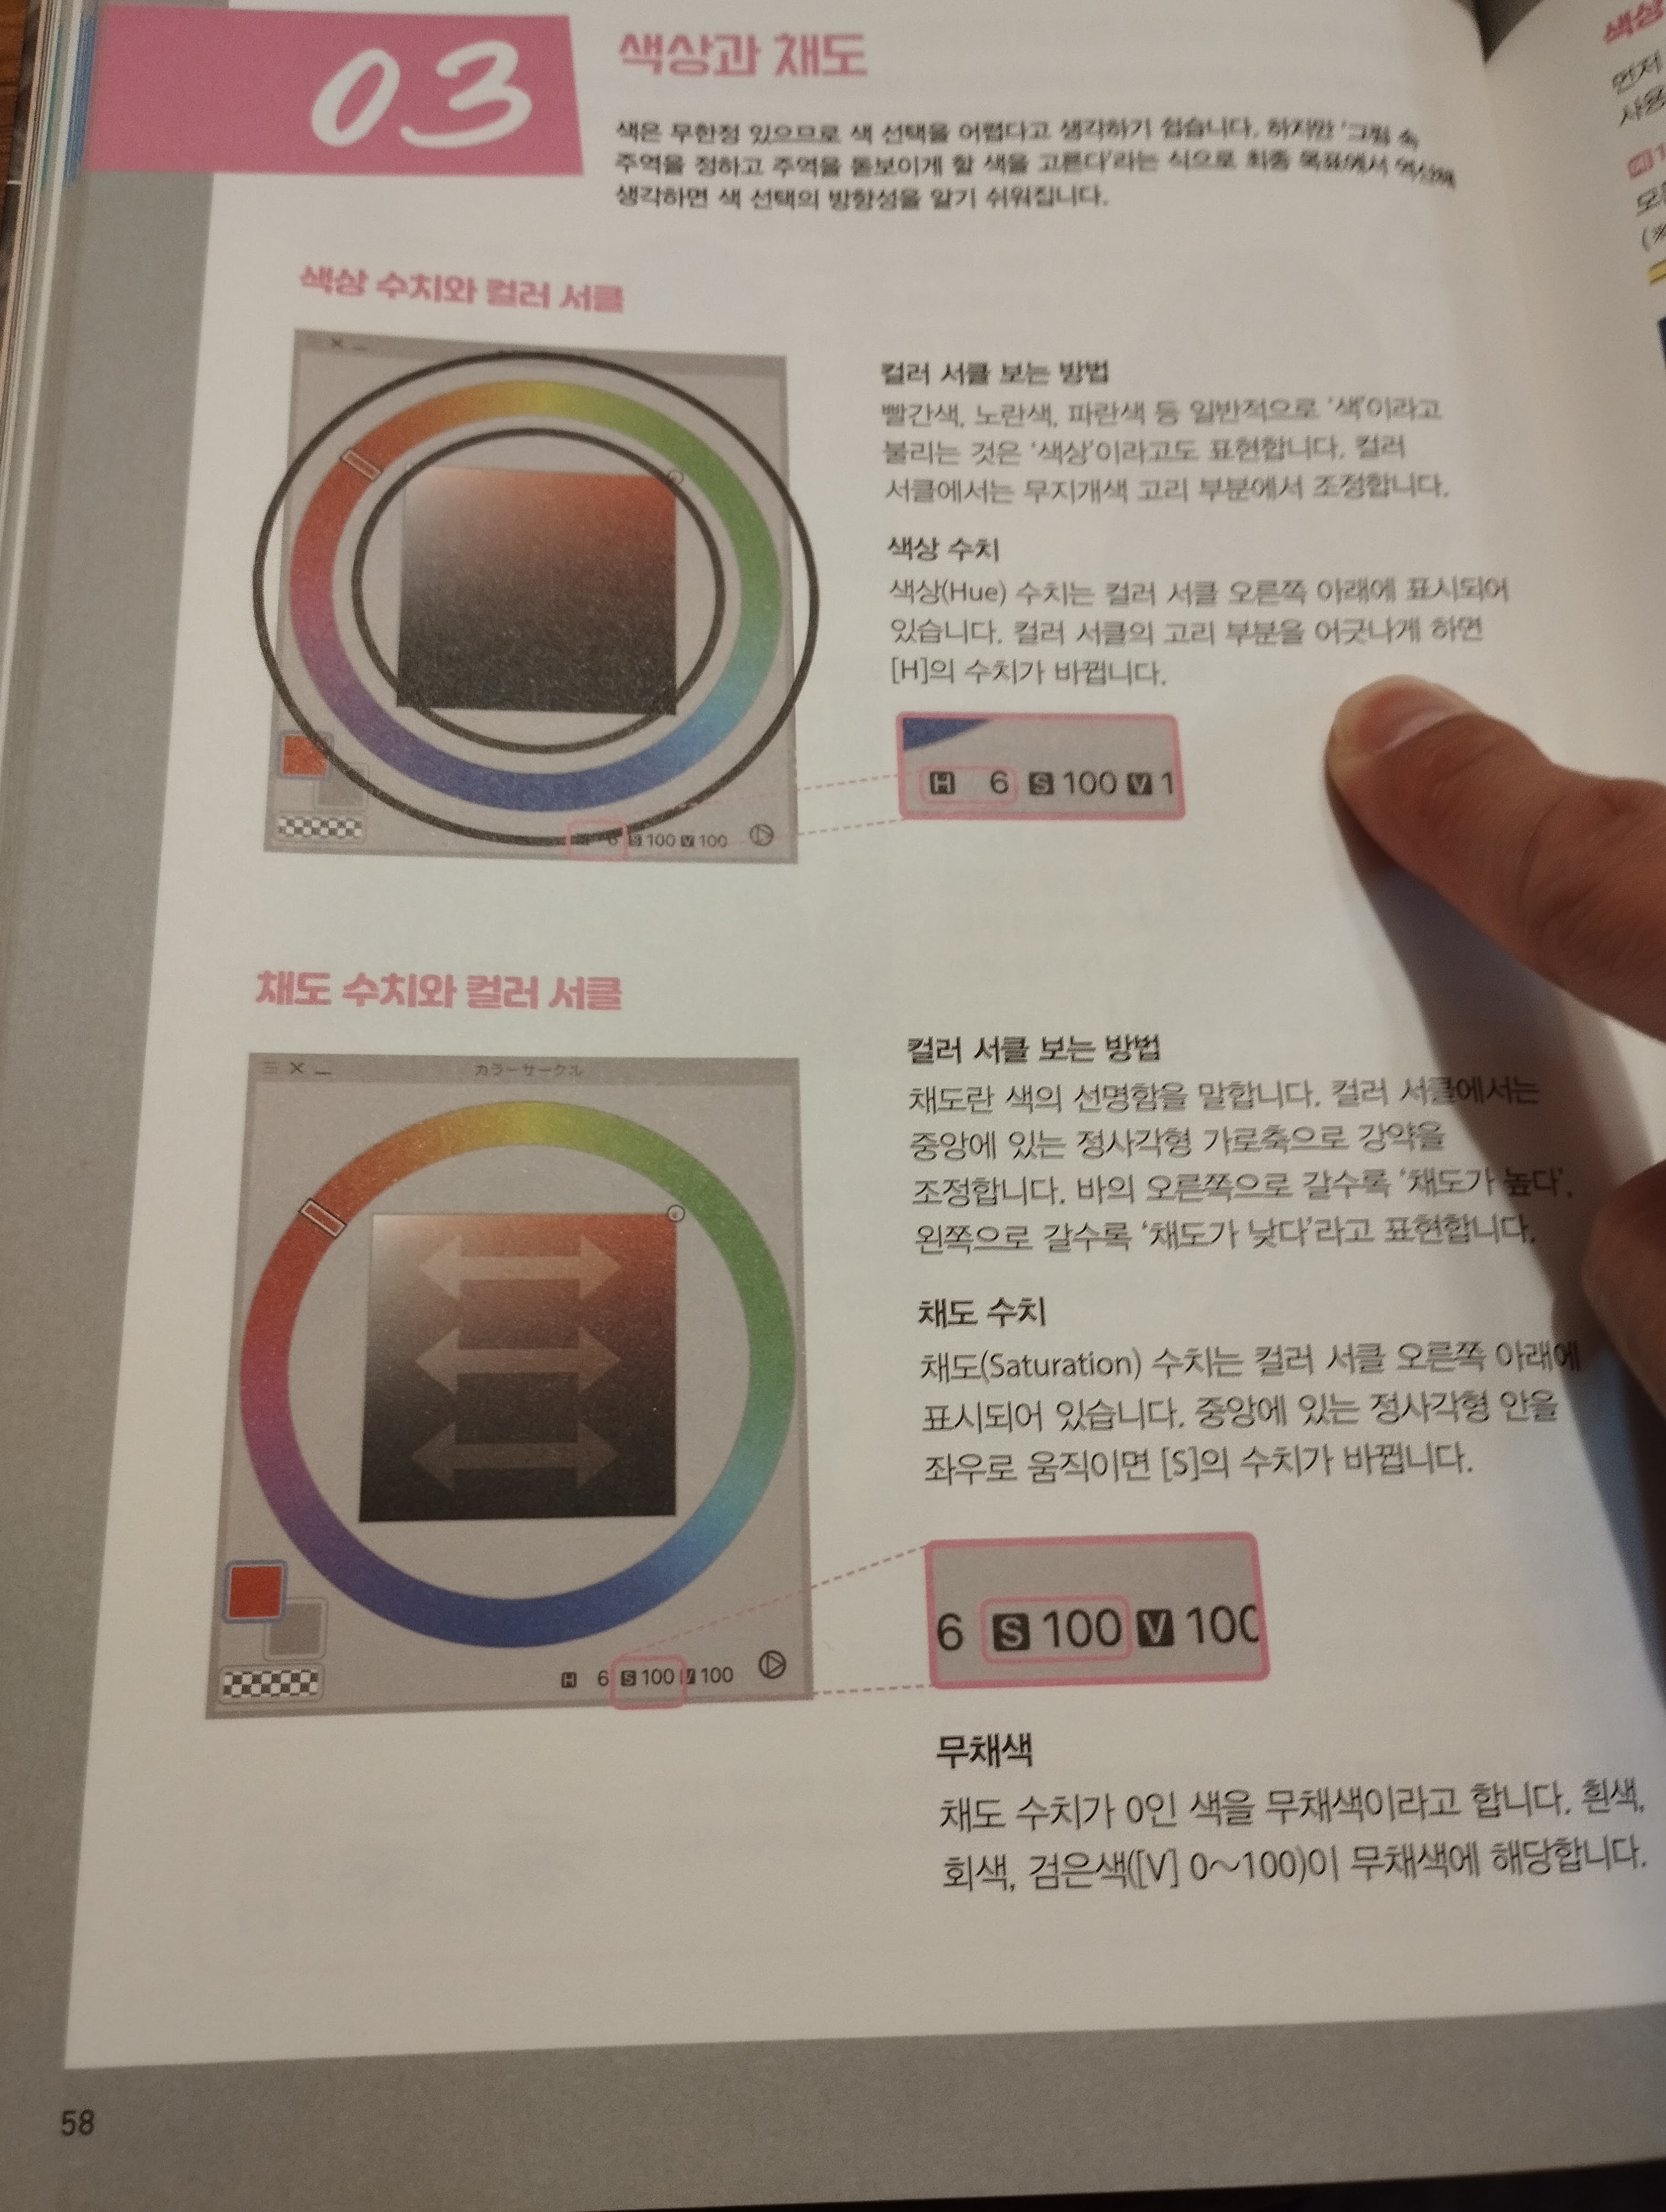 03
색상과 채도
색은 무한정 있으므로 색 선택을 어렵다고 생각하기 쉽습니다. 하지만 '그림 속
주역을 정하고 주역을 돋보이게 할 색을 고른다'라는 식으로 최종 목표에서 역산해
생각하면 색 선택의 방향성을 알기 쉬워집니다.
색상 수치와 컬러 서클
컬러 서클 보는 방법
빨간색, 노란색, 파란색 등 일반적으로 '색'이라고
불리는 것은 '색상'이라고도 표현합니다. 컬러
서클에서는 무지개색 고리 부분에서 조정합니다.
색상 수치
색상(Hue) 수치는 컬러 서클 오른쪽 아래에 표시되어
있습니다. 컬러 서클의 고리 부분을 어긋나게 하면
[H]의 수치가 바뀝니다.
H 6 S 100 V 1
6 S 100 V 100
채도 수치와 컬러 서클
カラーサークル
컬러 서클 보는 방법
채도란 색의 선명함을 말합니다. 컬러 서클에서는
중앙에 있는 정사각형 가로축으로 강약을
조정합니다. 바의 오른쪽으로 갈수록 '채도가 높다',
왼쪽으로 갈수록 '채도가 낮다'라고 표현합니다.
채도 수치
채도(Saturation) 수치는 컬러 서클 오른쪽 아래에
표시되어 있습니다. 중앙에 있는 정사각형 안을
좌우로 움직이면 [S]의 수치가 바뀝니다.
6 S 100 V 100
H 6 S 100 V 100
무채색
채도 수치가 0인 색을 무채색이라고 합니다. 흰색,
회색, 검은색([V] 0~100)이 무채색에 해당합니다.
58
색상
먼저
사용